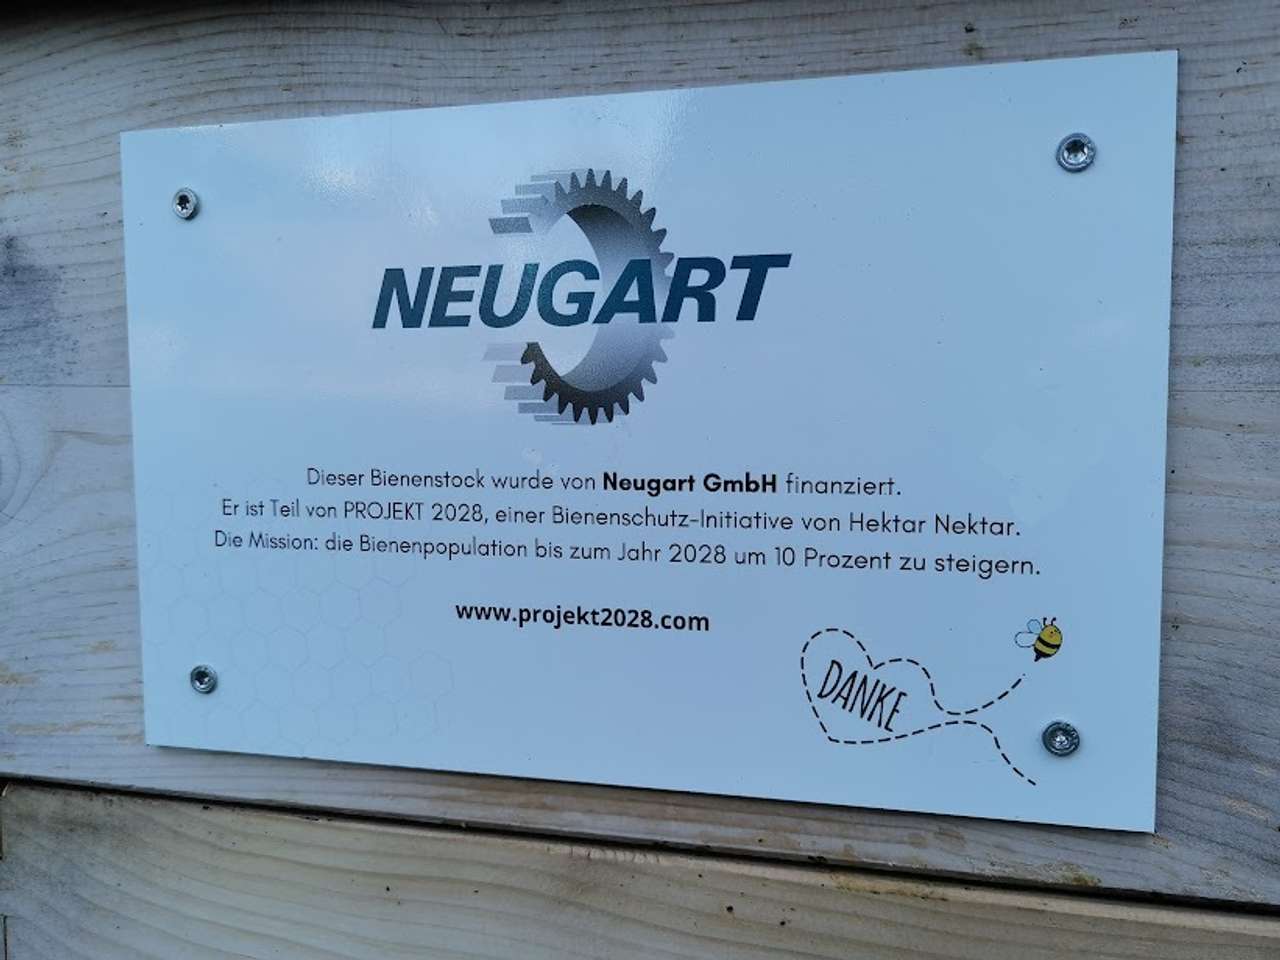 NEUGART
Dieser Bienenstock wurde von Neugart GmbH finanziert.
Er ist Teil von PROJEKT 2028, einer Bienenschutz-Initiative von Hektar Nektar.
Die Mission: die Bienenpopulation bis zum Jahr 2028 um 10 Prozent zu steigern.
www.projekt2028.com
DANKE